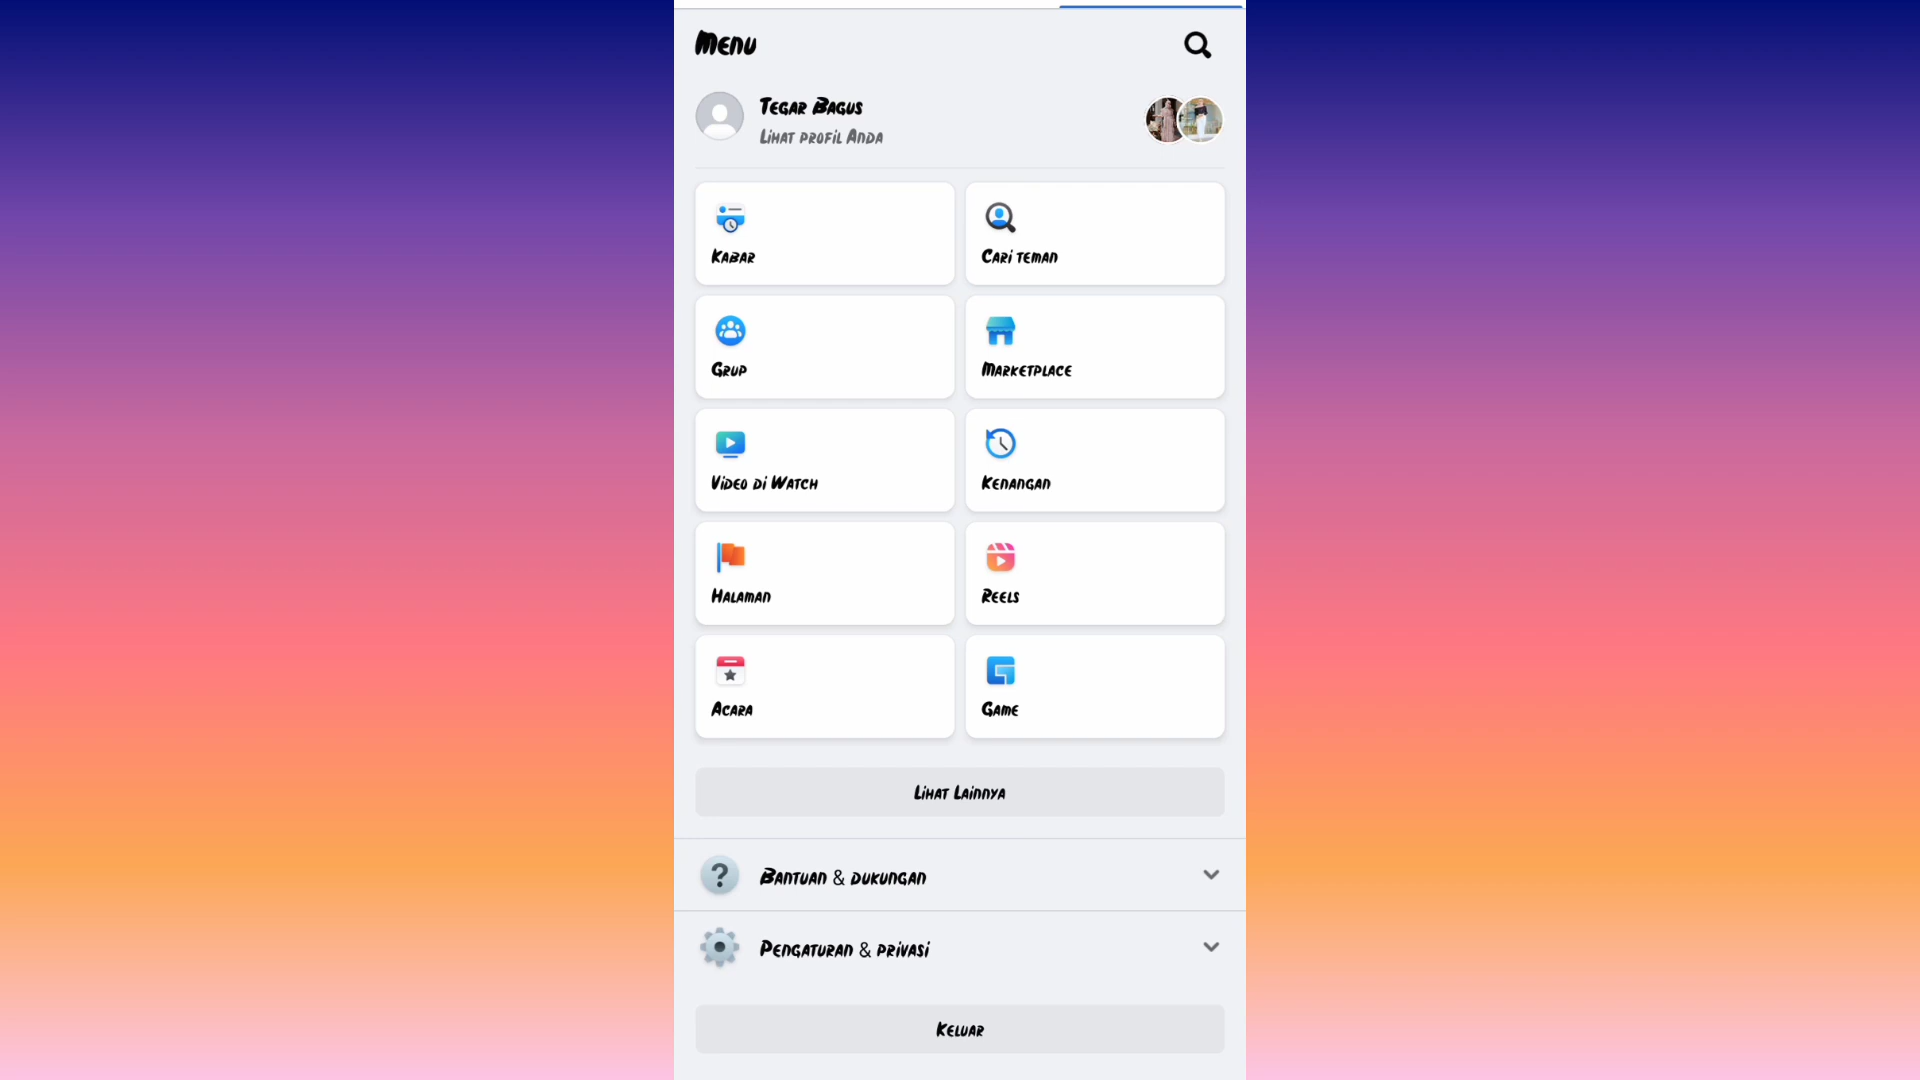 Menu
Tegar Bagus
Lihat profil Anda
Kabar
Cari teman
Grup
Marketplace
Video di Watch
Kenangan
Halaman
Reels
Acara
Game
Lihat Lainnya
Bantuan & dukungan
Pengaturan & privasi
Keluar